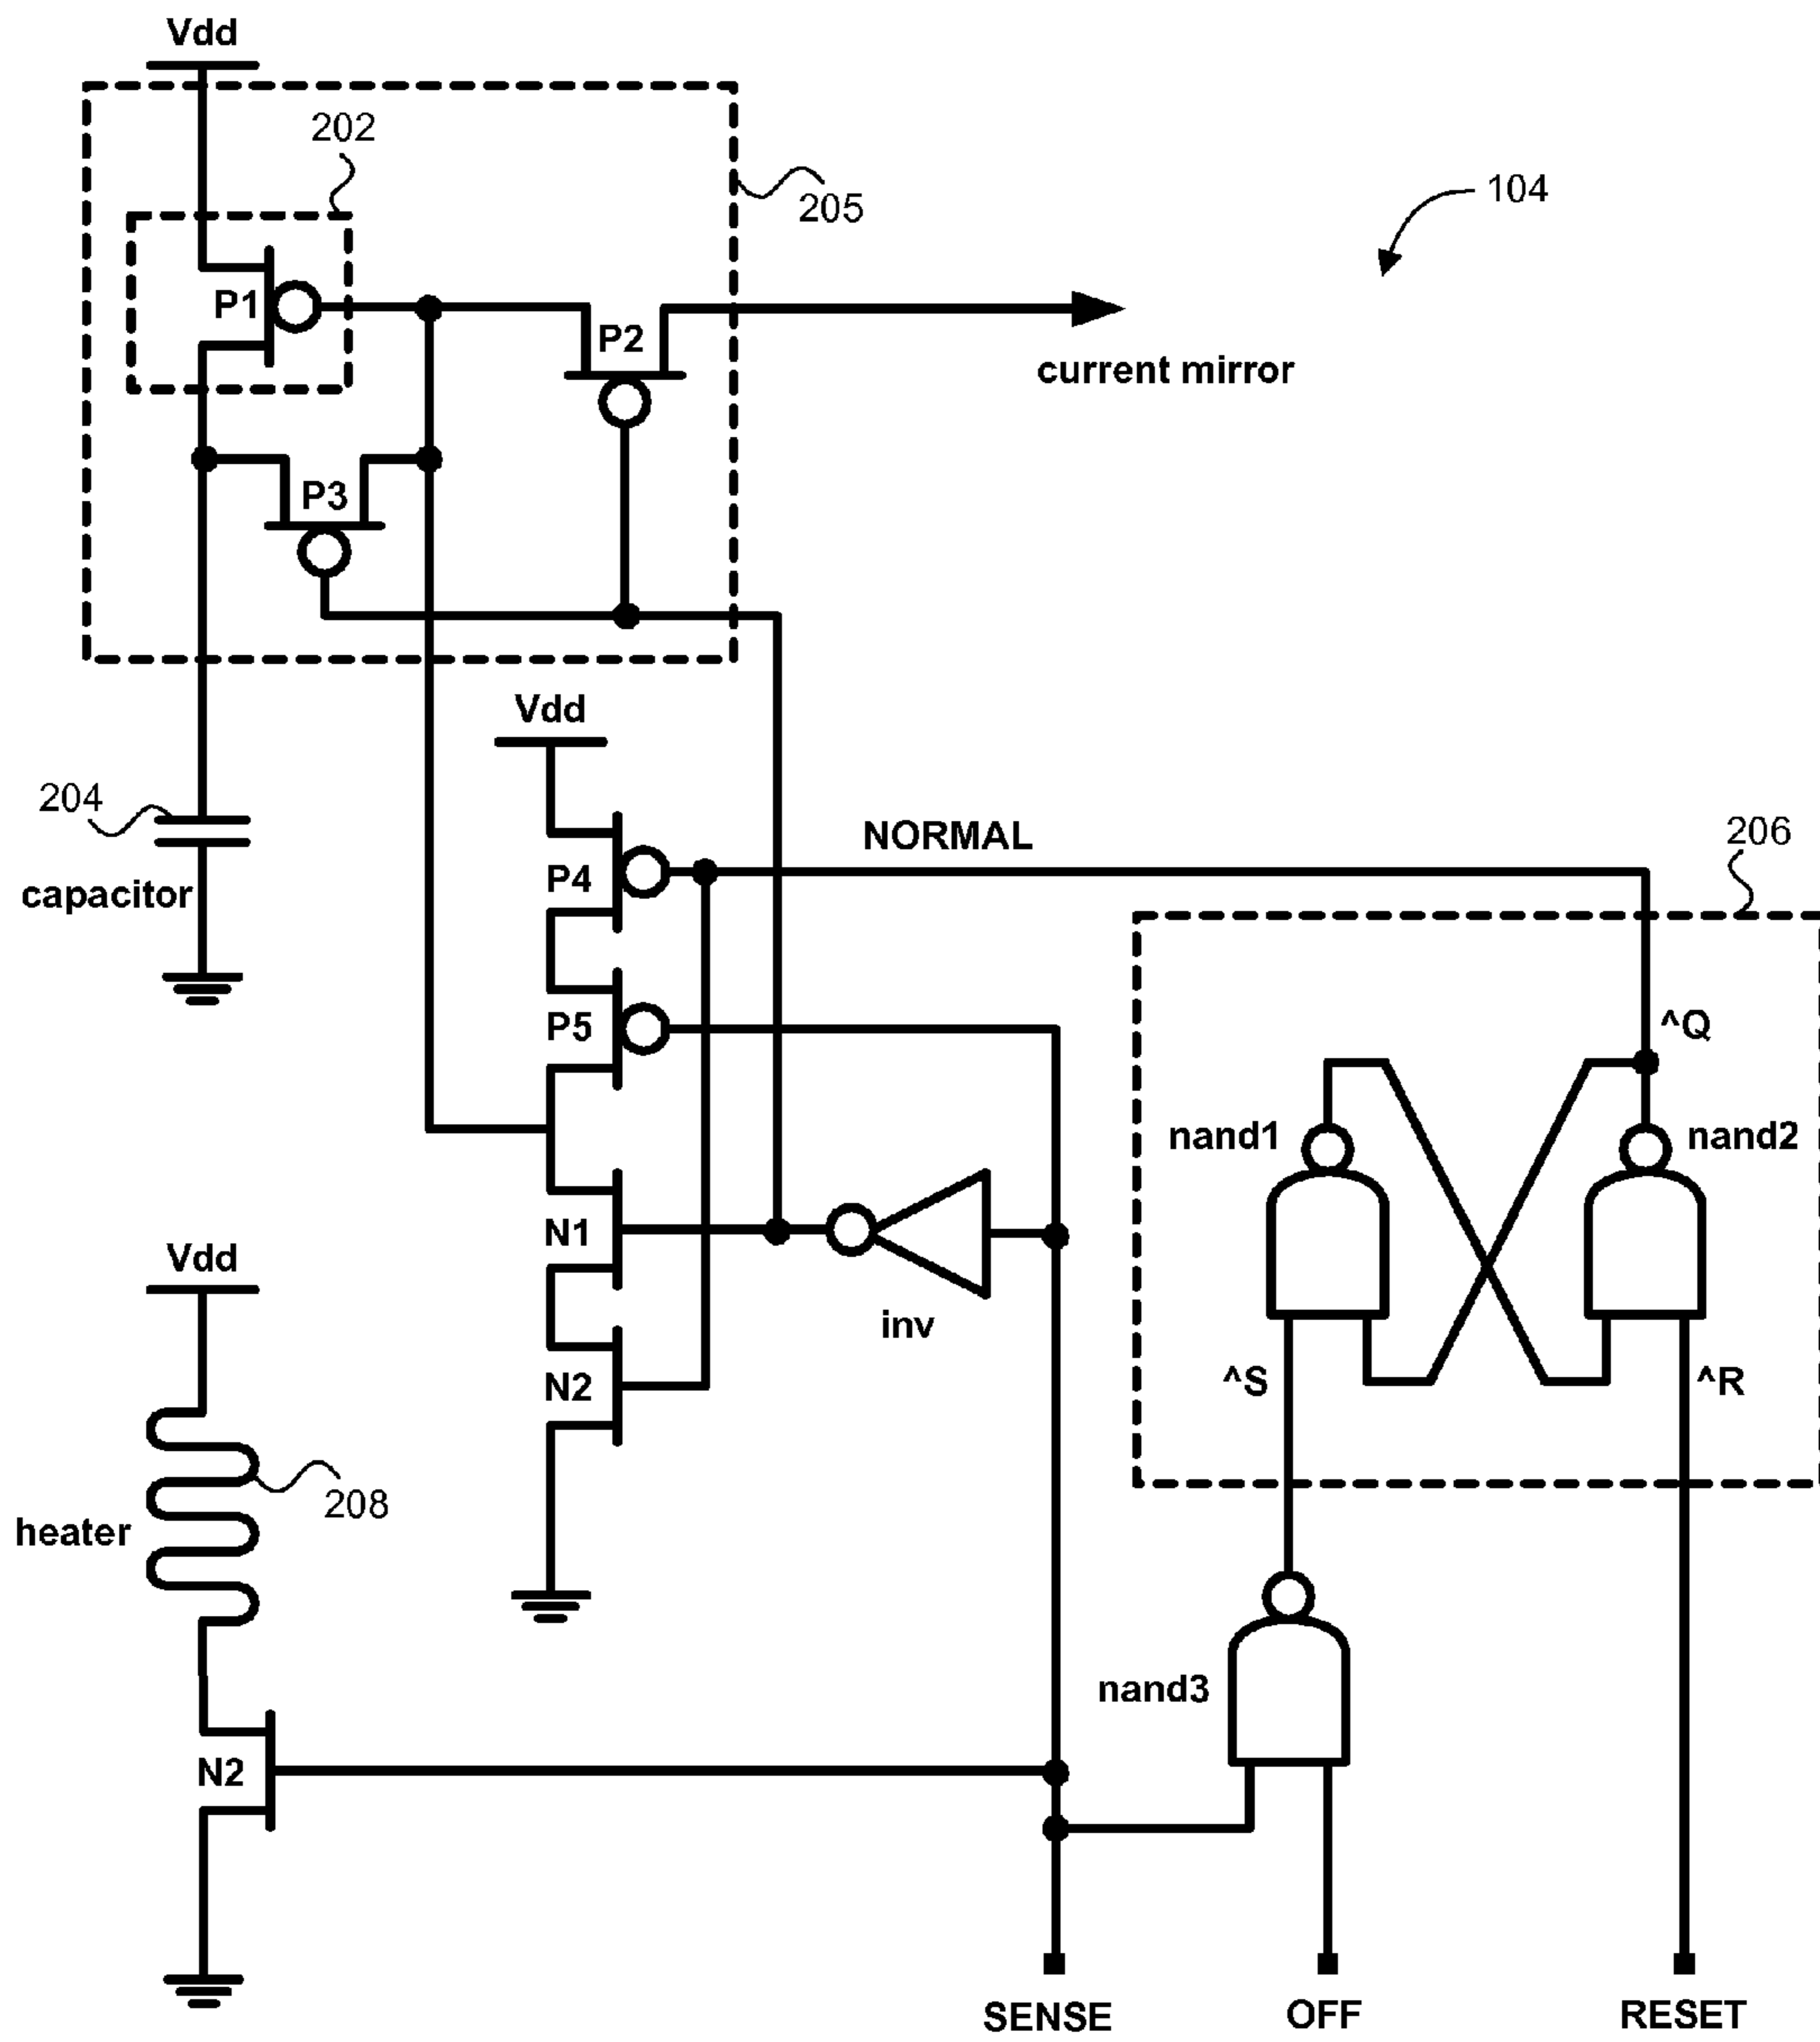 Vdd
202
205
104
P1
P2
current mirror
P3
Vdd
204
NORMAL
206
capacitor
P4
P5
^Q
nand1
nand2
N1
Vdd
inv
N2
^S
^R
208
heater
nand3
N2
SENSE
OFF
RESET